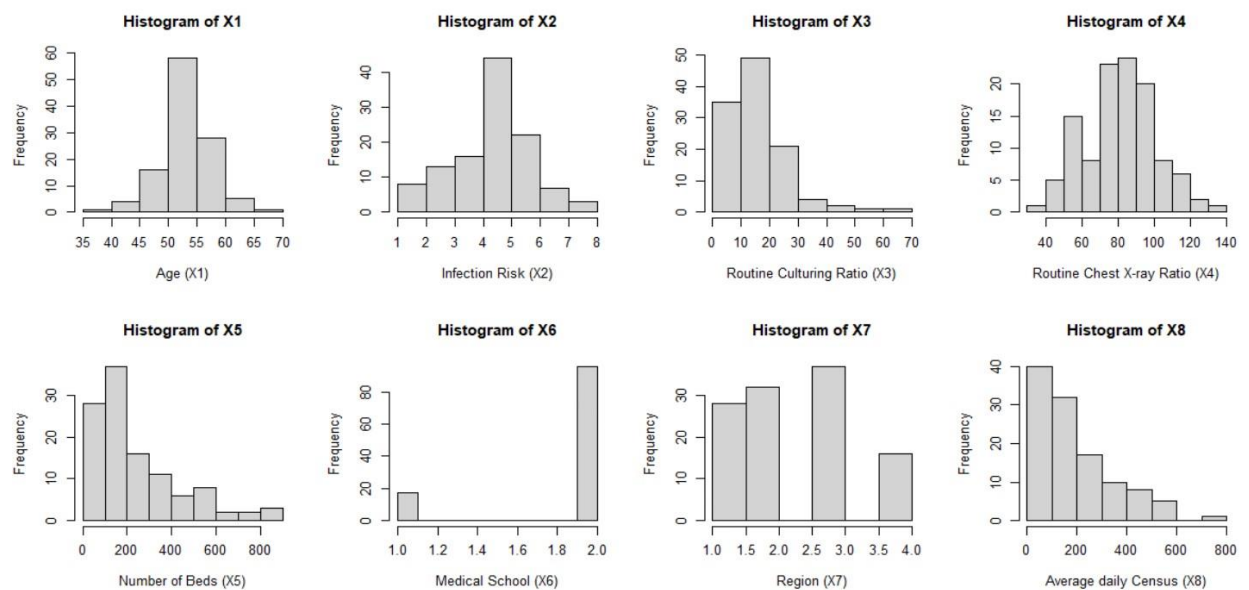 Histogram of X1
Frequency
0 10 20 30 40 50 60
35 40 45 50 55 60 65 70
Age (X1)
Histogram of X2
Frequency
0 10 20 30 40
1 2 3 4 5 6 7 8
Infection Risk (X2)
Histogram of X3
Frequency
0 10 20 30 40 50
0 10 20 30 40 50 60 70
Routine Culturing Ratio (X3)
Histogram of X4
Frequency
0 5 10 15 20
40 60 80 100 120 140
Routine Chest X-ray Ratio (X4)
Histogram of X5
Frequency
0 10 20 30
0 200 400 600 800
Number of Beds (X5)
Histogram of X6
Frequency
0 20 40 60 80
1.0 1.2 1.4 1.6 1.8 2.0
Medical School (X6)
Histogram of X7
Frequency
0 10 20 30
1.0 1.5 2.0 2.5 3.0 3.5 4.0
Region (X7)
Histogram of X8
Frequency
0 10 20 30 40
0 200 400 600 800
Average daily Census (X8)